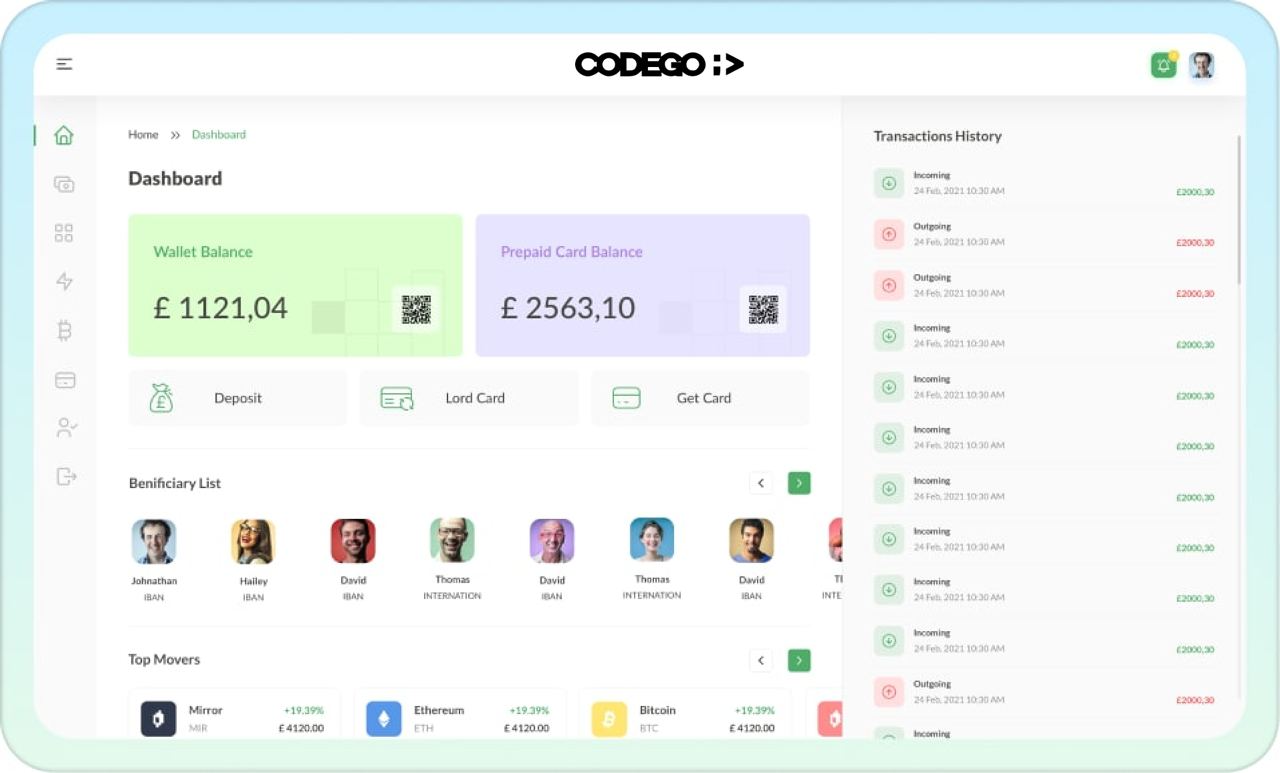 CODEGO :>
Home » Dashboard
Dashboard
Wallet Balance
£ 1121,04
Prepaid Card Balance
£ 2563,10
Deposit
Lord Card
Get Card
Benificiary List
Johnathan
IBAN
Hailey
IBAN
David
IBAN
Thomas
INTERNATION
David
IBAN
Thomas
INTERNATION
David
IBAN
TI
INTE
Top Movers
Mirror +19.39%
MIR £ 4120.00
Ethereum +19.39%
ETH £ 4120.00
Bitcoin +19.39%
BTC £ 4120.00
Transactions History
Incoming
24 Feb, 2021 10:30 AM £2000,30
Outgoing
24 Feb, 2021 10:30 AM £2000,30
Outgoing
24 Feb, 2021 10:30 AM £2000,30
Incoming
24 Feb, 2021 10:30 AM £2000,30
Incoming
24 Feb, 2021 10:30 AM £2000,30
Incoming
24 Feb, 2021 10:30 AM £2000,30
Incoming
24 Feb, 2021 10:30 AM £2000,30
Incoming
24 Feb, 2021 10:30 AM £2000,30
Incoming
24 Feb, 2021 10:30 AM £2000,30
Incoming
24 Feb, 2021 10:30 AM £2000,30
Outgoing
24 Feb, 2021 10:30 AM £2000,30
Incoming